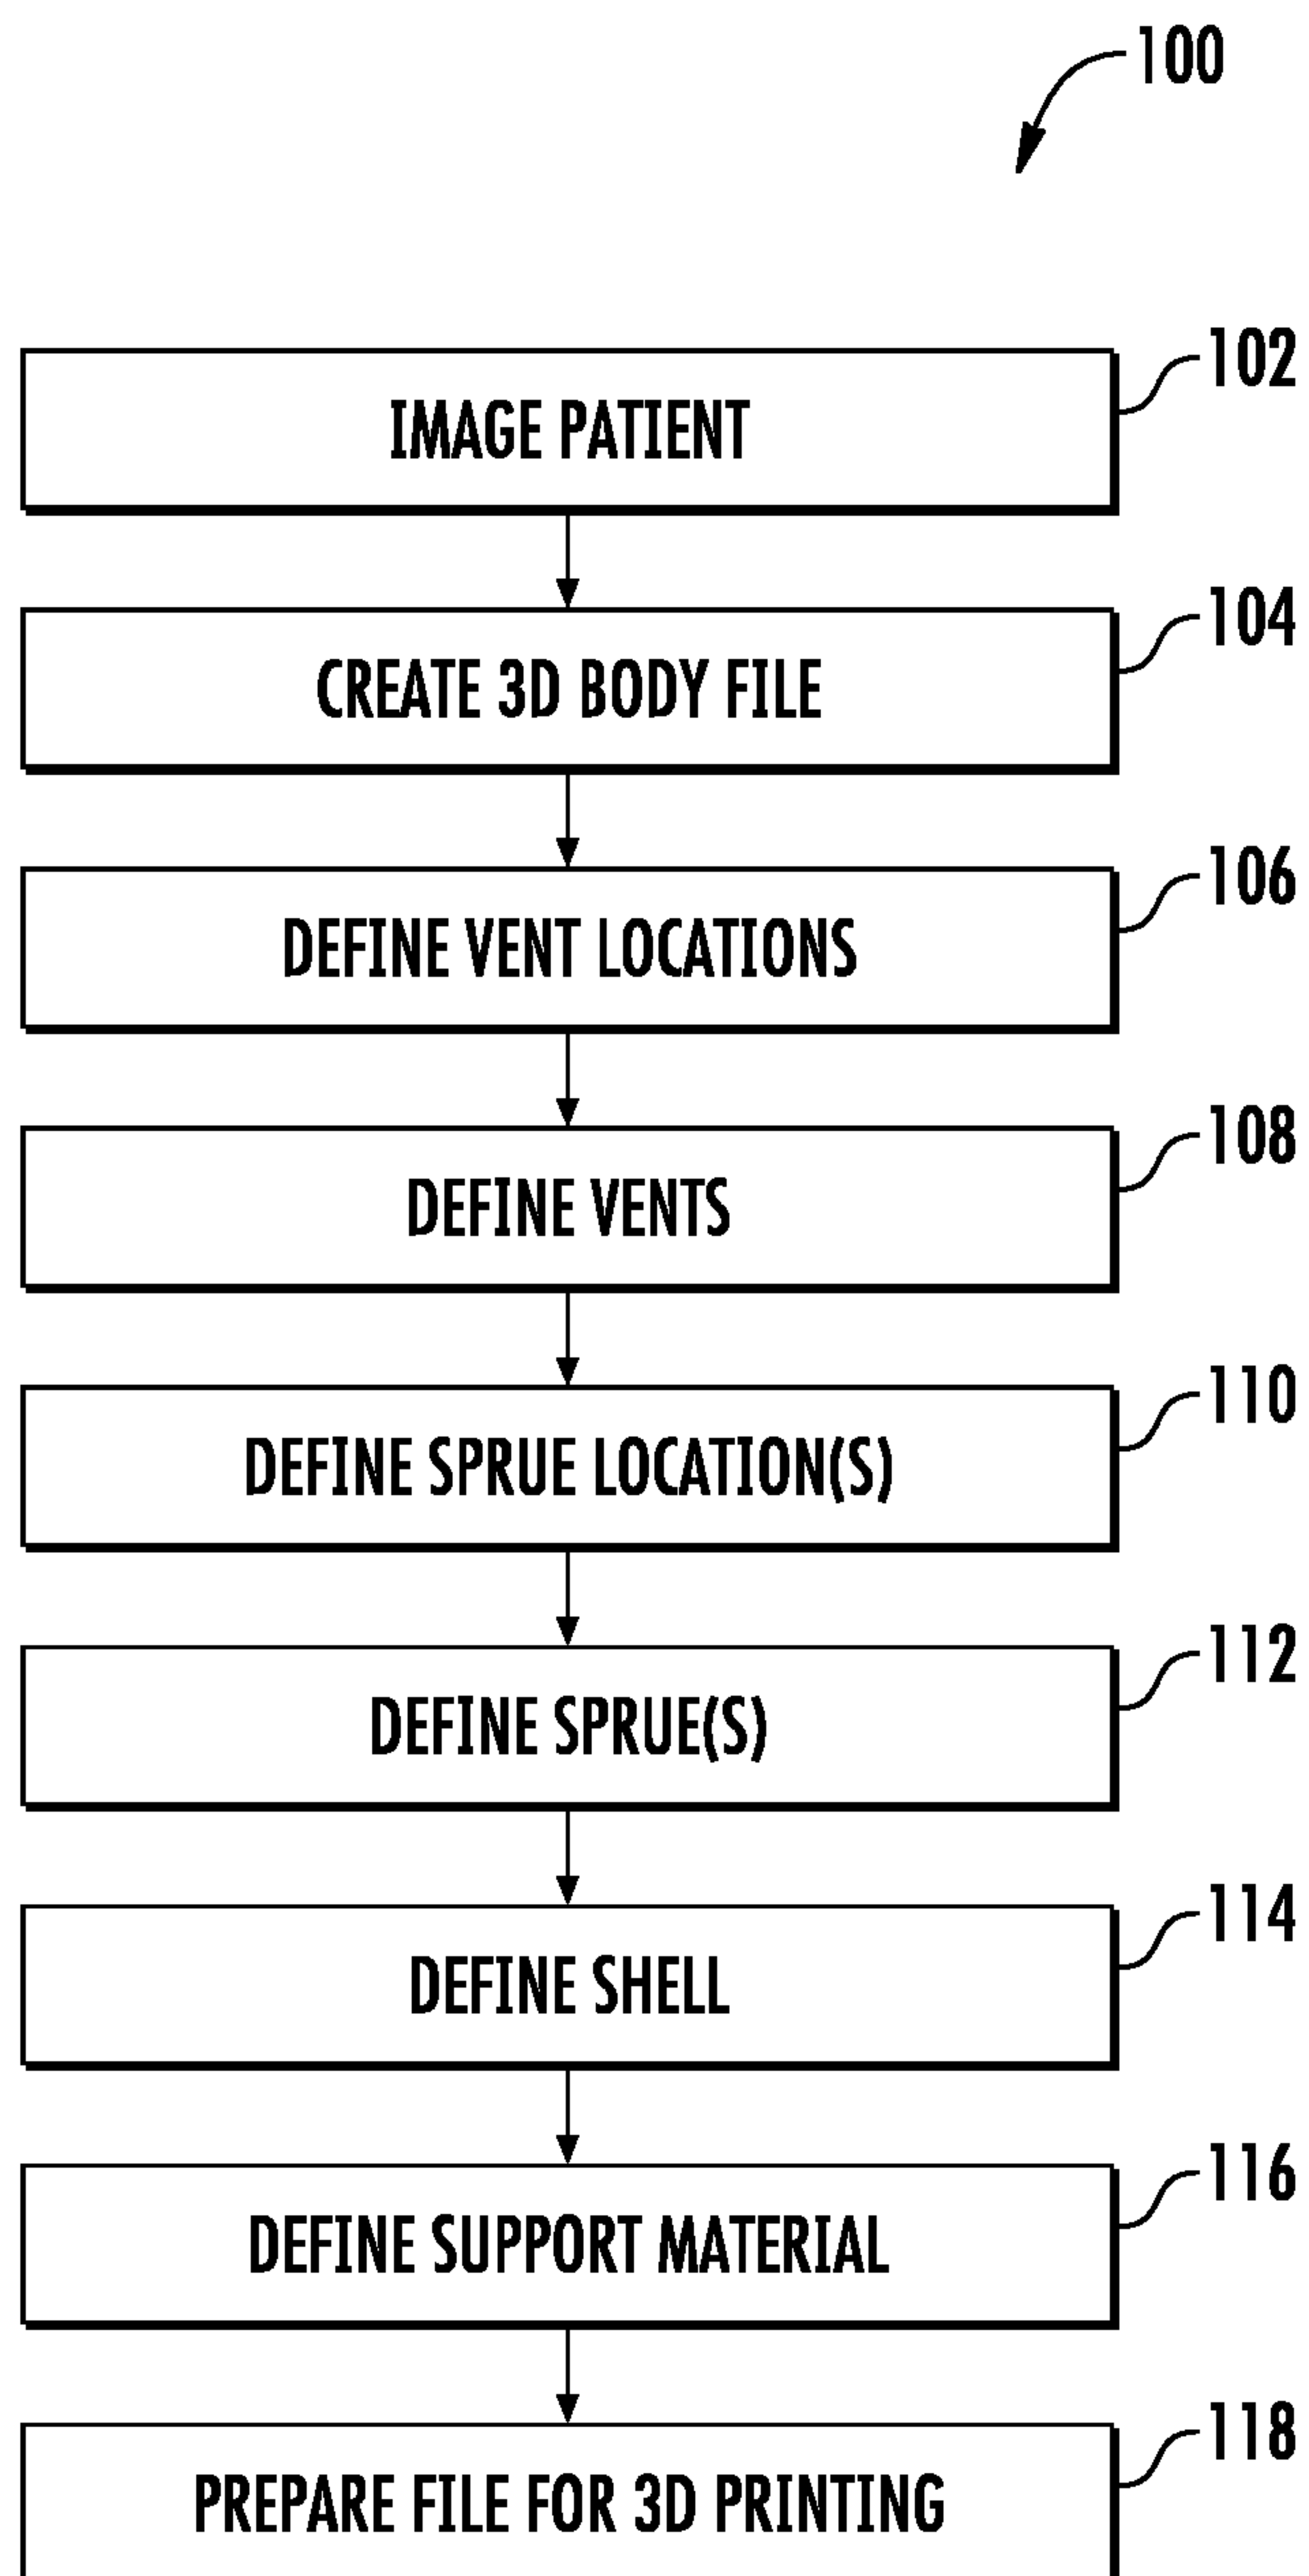 100
102
IMAGE PATIENT
104
CREATE 3D BODY FILE
106
DEFINE VENT LOCATIONS
108
DEFINE VENTS
110
DEFINE SPRUE LOCATION(S)
112
DEFINE SPRUE(S)
114
DEFINE SHELL
116
DEFINE SUPPORT MATERIAL
118
PREPARE FILE FOR 3D PRINTING